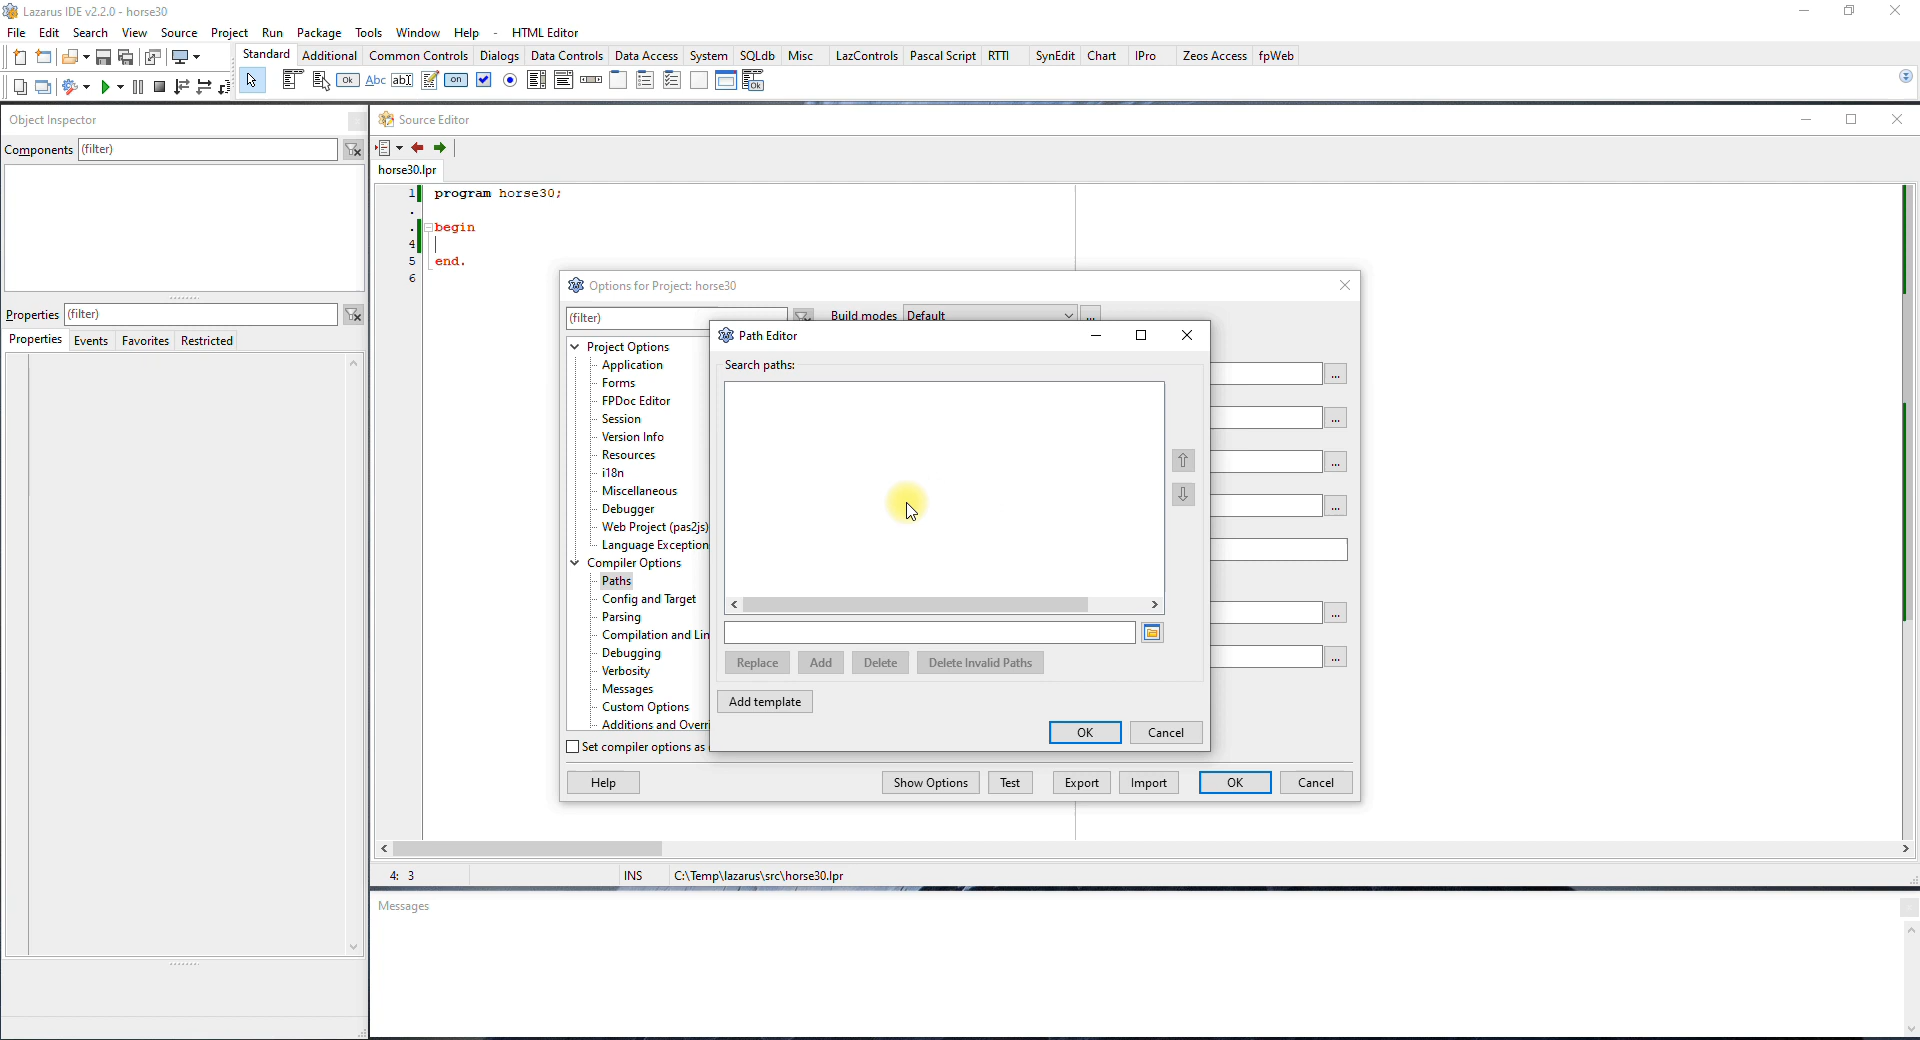 Lazarus IDE v2.2.0 - horse30
File Edit Search View Source Project Run Package Tools Window Help - HTML Editor
Standard Additional Common Controls Dialogs Data Controls Data Access System SQLdb Misc LazControls Pascal Script RTTI SynEdit Chart IPro Zeos Access fpWeb
Ok Abc abI on Ok
Object Inspector
Source Editor
Components (filter)
horse30.lpr
1 program horse30;
.
. begin
4
5 end.
6
Properties (filter)
Properties Events Favorites Restricted
Options for Project: horse30
(filter) Build modes Default ...
Path Editor
Search paths:
Project Options
Application ...
Forms
FPDoc Editor
Session ...
Version Info
Resources ...
i18n
Miscellaneous
Debugger ...
Web Project (pas2js)
Language Exception
Compiler Options
Paths
Config and Target
Parsing ...
Compilation and Lin
Debugging ...
Verbosity
Messages
Custom Options
Additions and Overri
Replace Add Delete Delete Invalid Paths
Add template
OK Cancel
Set compiler options as
Help Show Options Test Export Import OK Cancel
4: 3 INS C:\Temp\lazarus\src\horse30.lpr
Messages